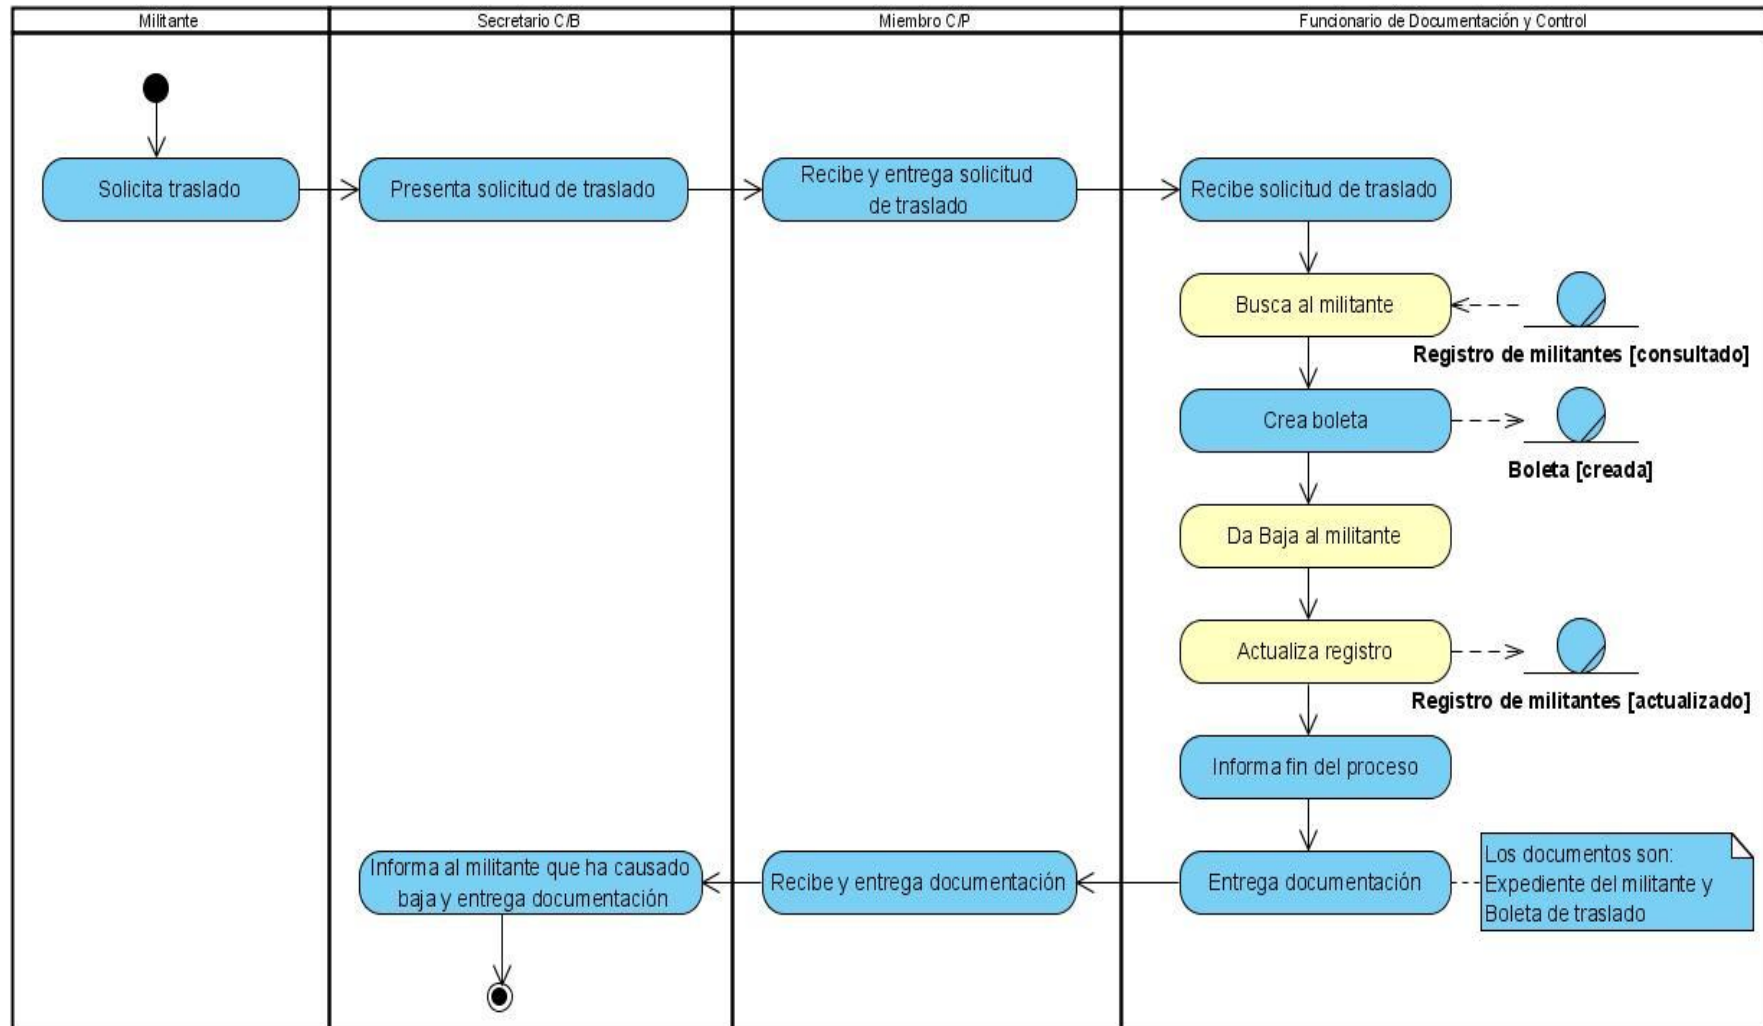 Militante
Secretario C/B
Miembro C/P
Funcionario de Documentación y Control
Solicita traslado
Presenta solicitud de traslado
Recibe y entrega solicitud
de traslado
Recibe solicitud de traslado
Busca al militante
Registro de militantes [consultado]
Crea boleta
Boleta [creada]
Da Baja al militante
Actualiza registro
Registro de militantes [actualizado]
Informa fin del proceso
Informa al militante que ha causado
baja y entrega documentación
Recibe y entrega documentación
Entrega documentación
Los documentos son:
Expediente del militante y
Boleta de traslado